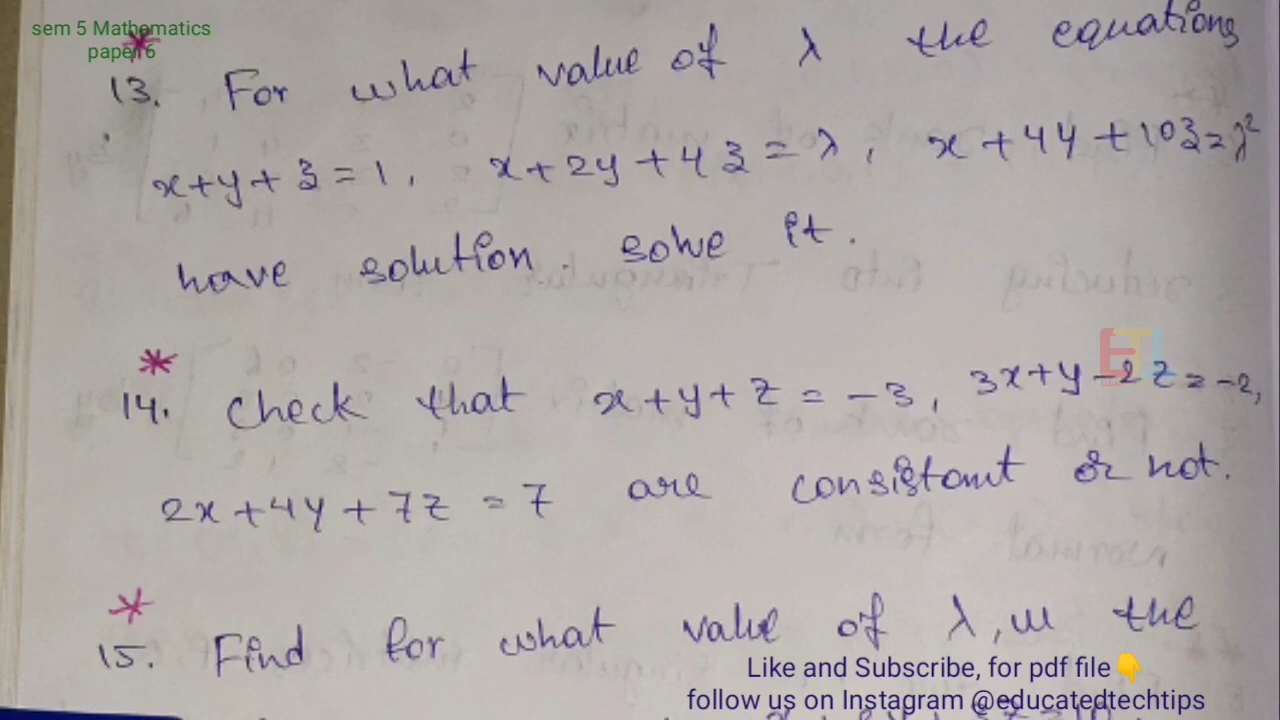 sem 5 Mathematics
paper 6
*
13. For what value of λ the equations
x+y+z=1, x+2y+4z=λ, x+4y+10z=λ²
have solution. solve it.
*
14. Check that x+y+z = -3, 3x+y-2z=-2,
2x+4y+7z = 7 are consistant or not.
*
15. Find for what value of λ, the
Like and Subscribe, for pdf file👇
follow us on Instagram @educatedtechtips